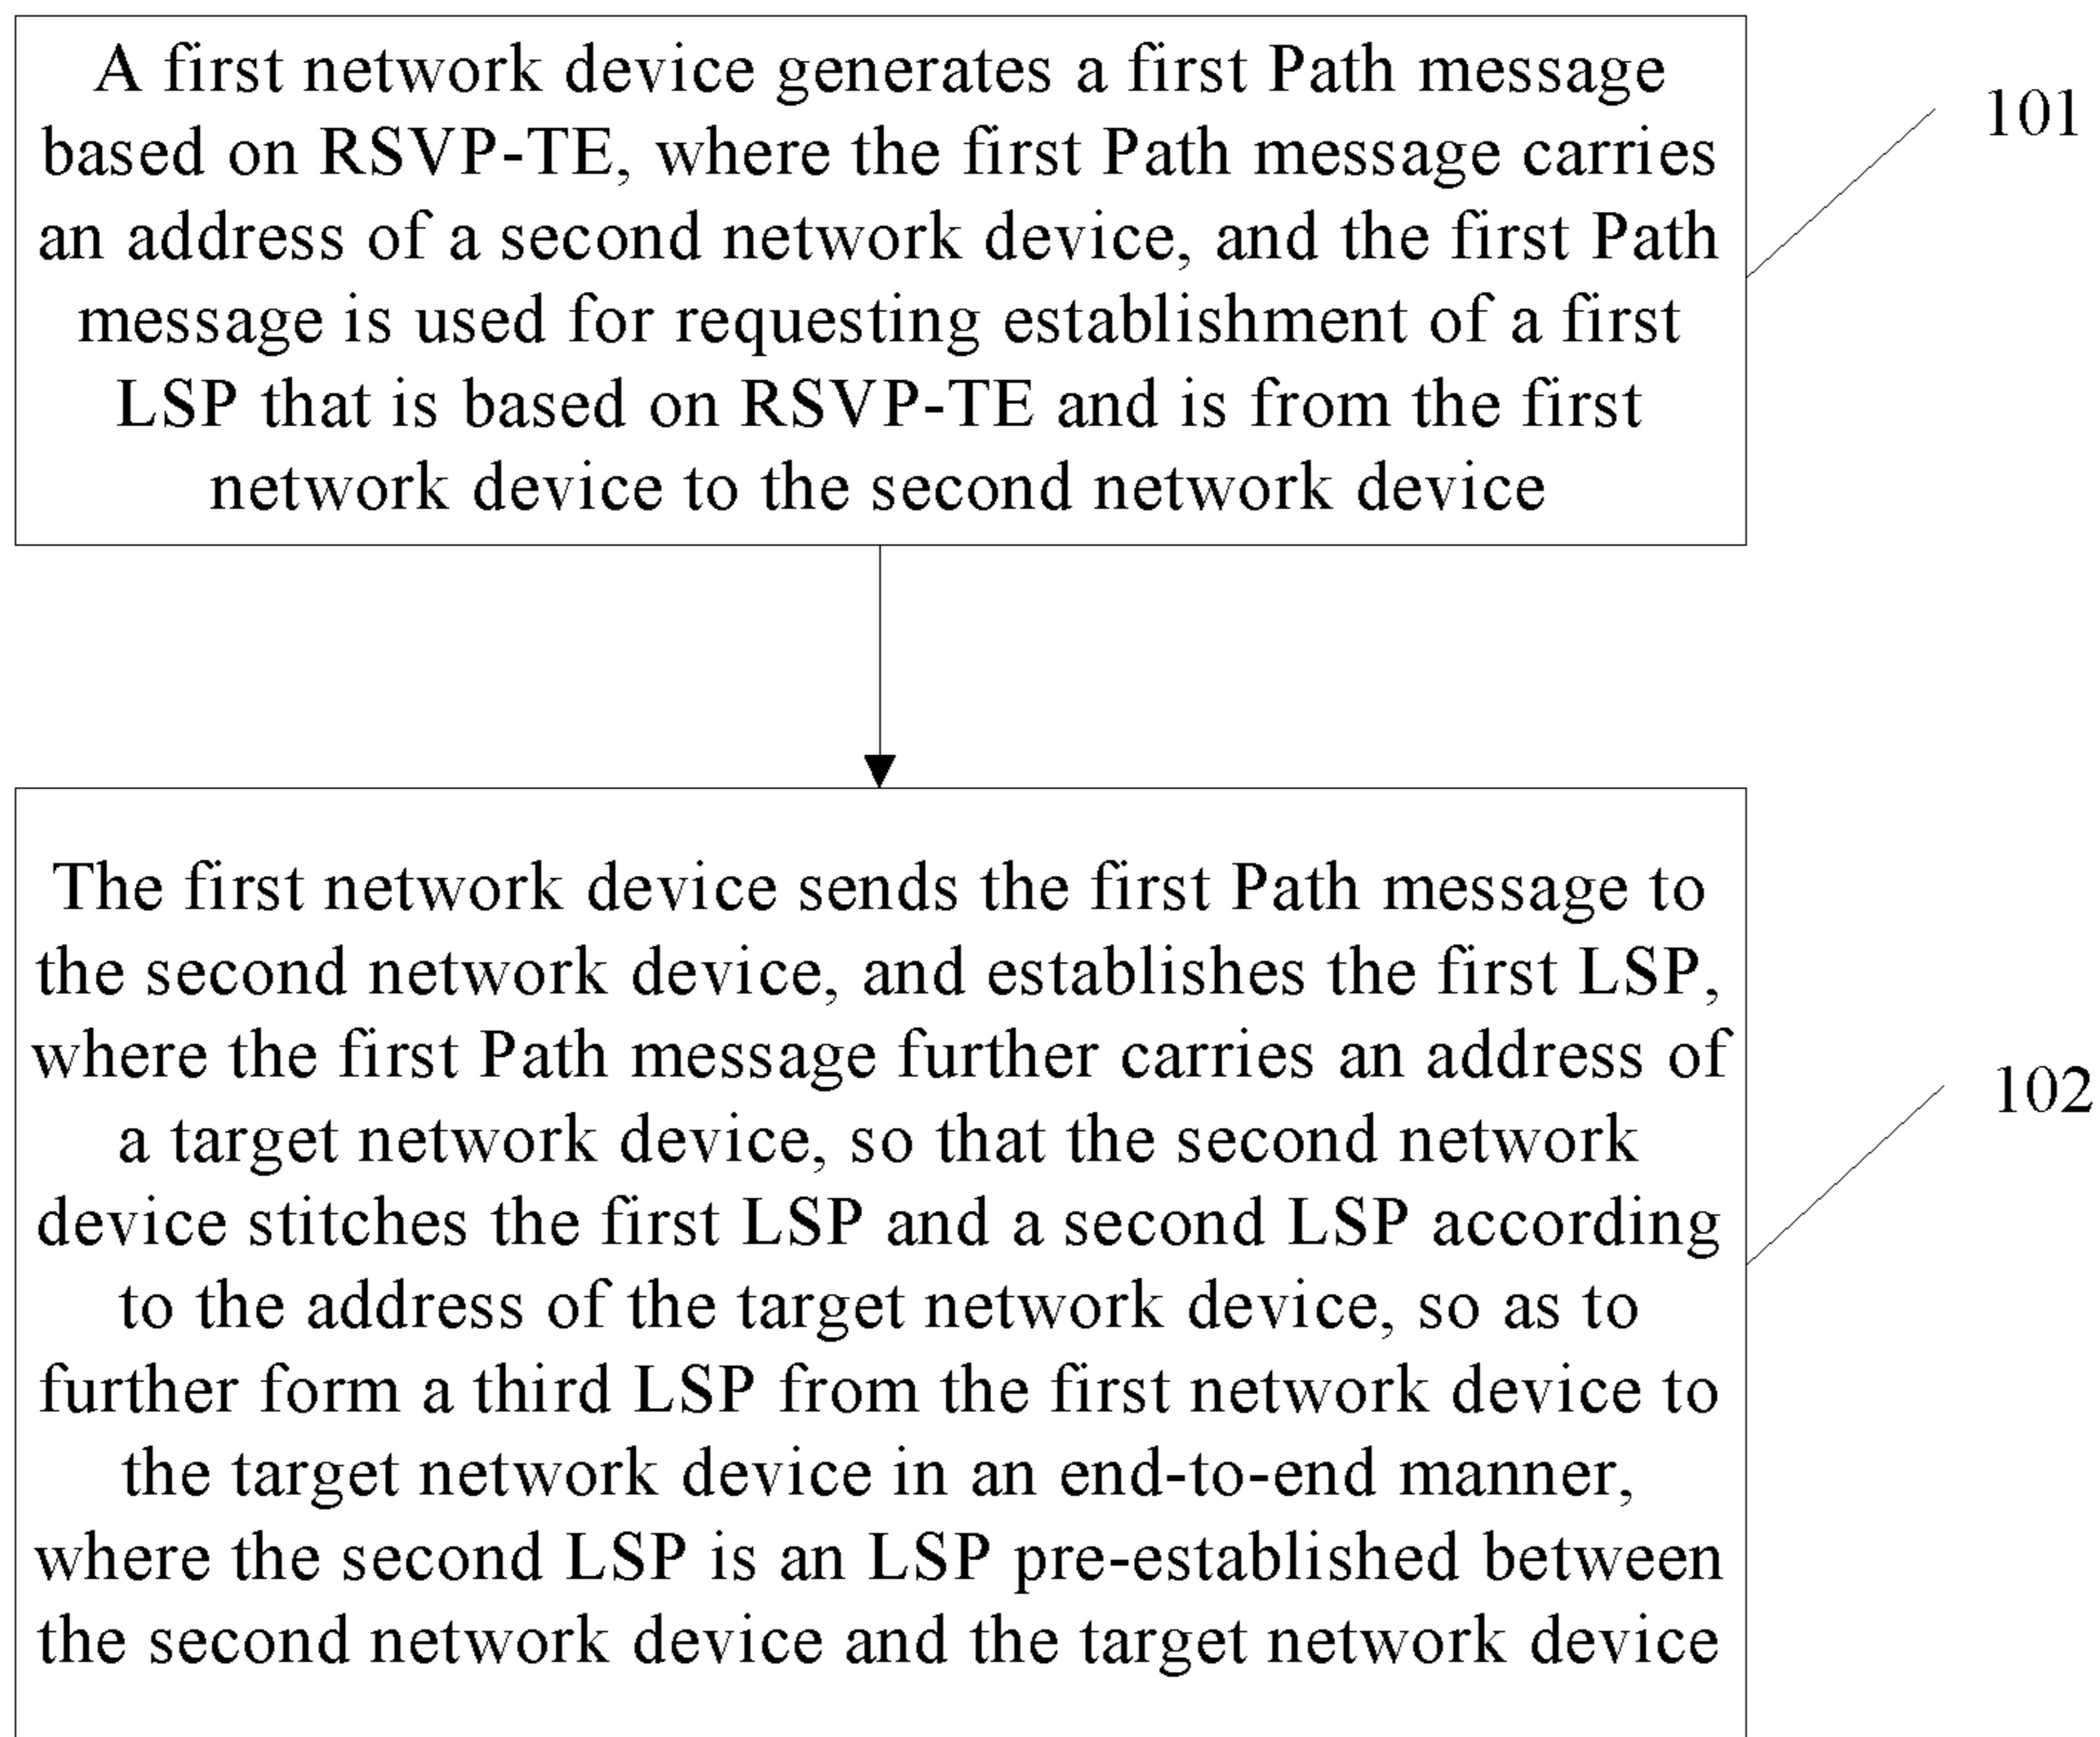 A first network device generates a first Path message
based on RSVP-TE, where the first Path message carries
an address of a second network device, and the first Path
message is used for requesting establishment of a first
LSP that is based on RSVP-TE and is from the first
network device to the second network device
101
The first network device sends the first Path message to
the second network device, and establishes the first LSP,
where the first Path message further carries an address of
a target network device, so that the second network
device stitches the first LSP and a second LSP according
to the address of the target network device, so as to
further form a third LSP from the first network device to
the target network device in an end-to-end manner,
where the second LSP is an LSP pre-established between
the second network device and the target network device
102